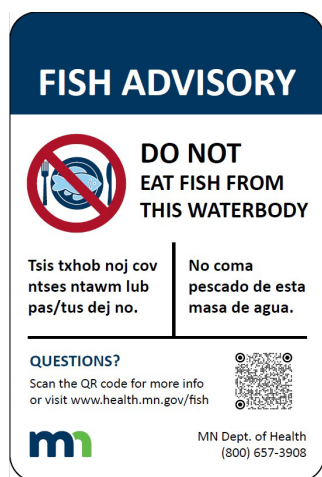 FISH ADVISORY
DO NOT
EAT FISH FROM
THIS WATERBODY
Tsis txhob noj cov
ntses ntawm lub
pas/tus dej no.
No coma
pescado de esta
masa de agua.
QUESTIONS?
Scan the QR code for more info
or visit www.health.mn.gov/fish
mn
MN Dept. of Health
(800) 657-3908